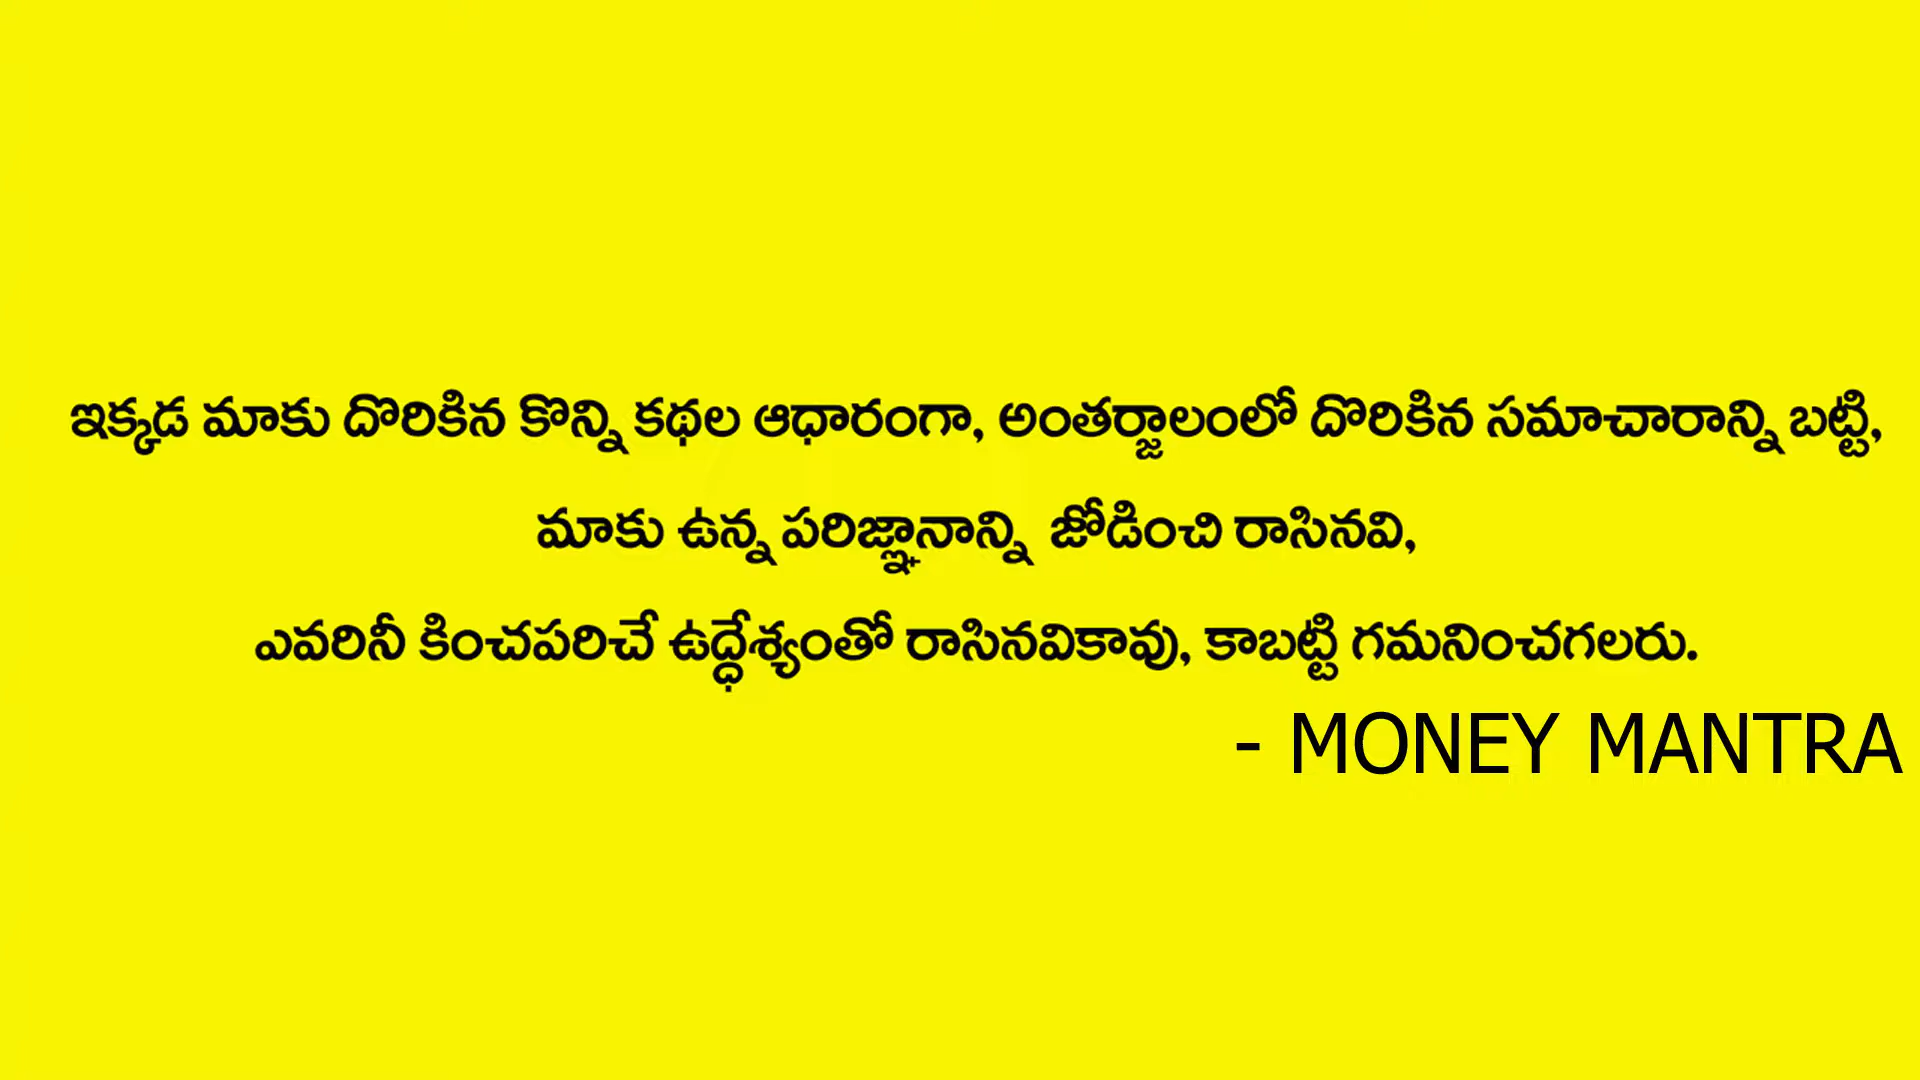 ఇక్కడ మాకు దొరికిన కొన్ని కథల ఆధారంగా, అంతర్జాలంలో దొరికిన సమాచారాన్ని బట్టి,
మాకు ఉన్న పరిజ్ఞానాన్ని జోడించి రాసినవి,
ఎవరినీ కించపరిచే ఉద్దేశ్యంతో రాసినవికావు, కాబట్టి గమనించగలరు.
- MONEY MANTRA